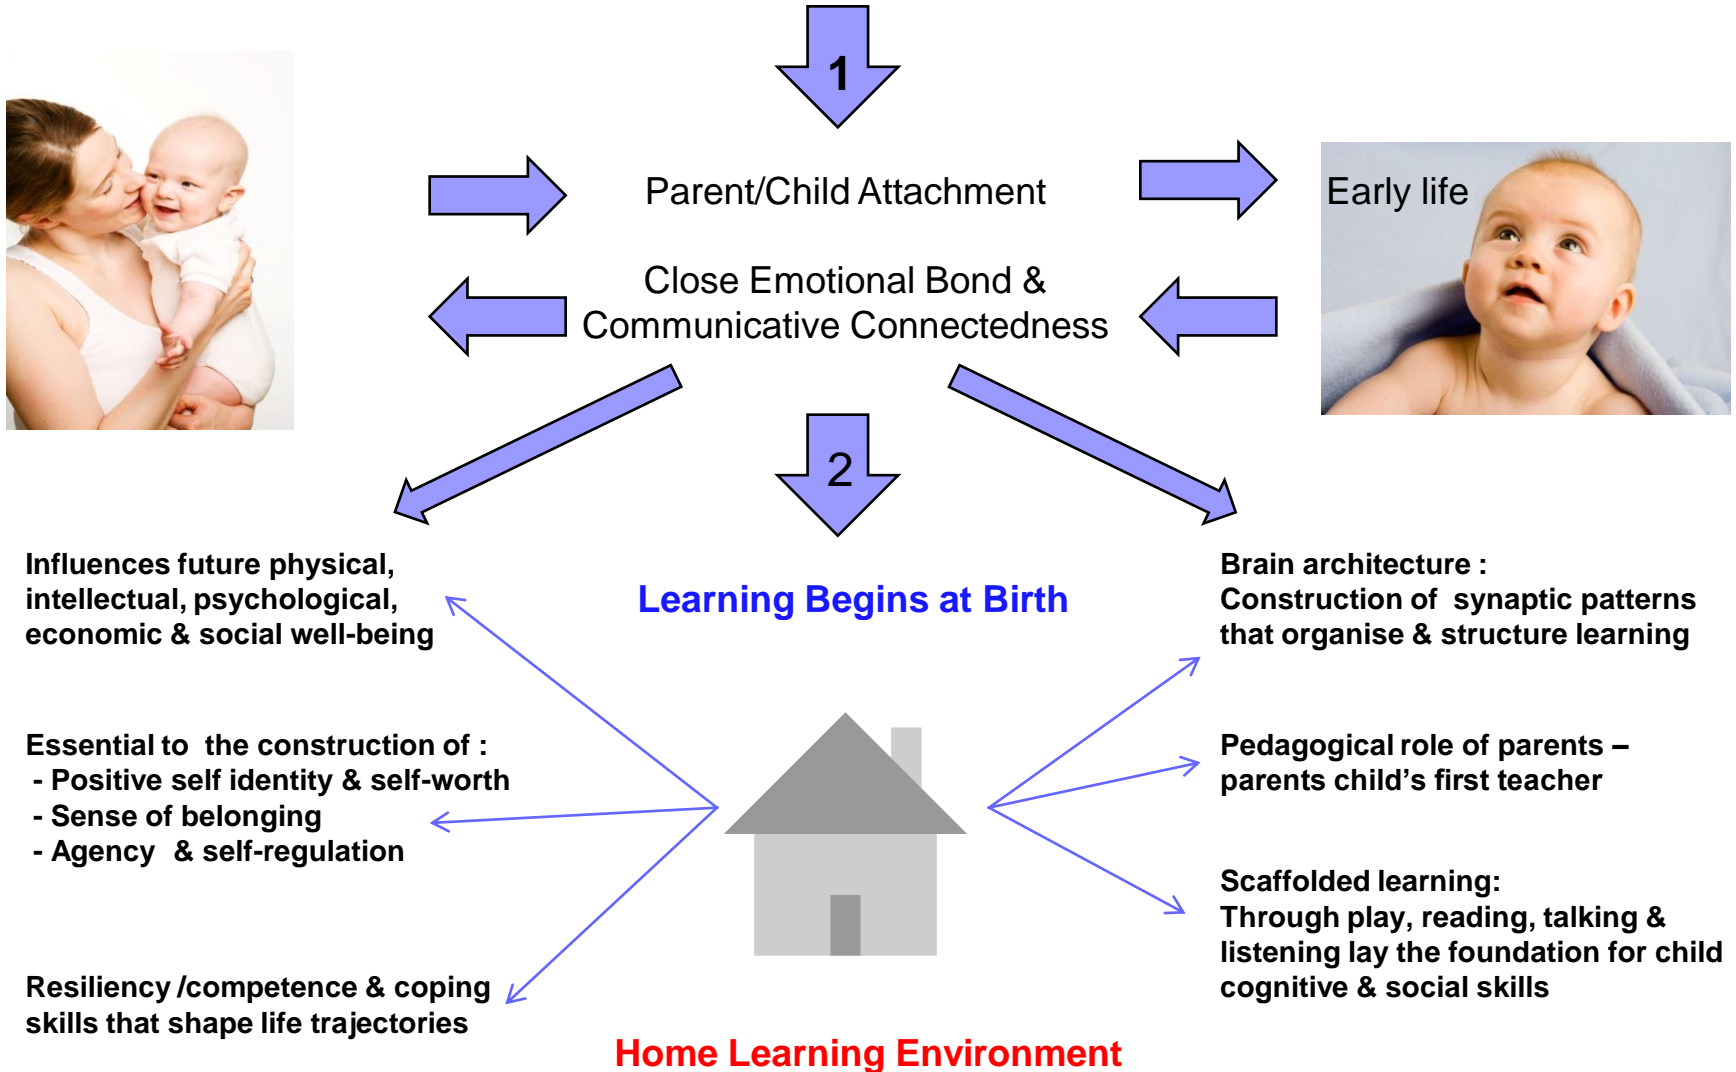 1
Parent/Child Attachment
Early life
Close Emotional Bond &
Communicative Connectedness
2
Influences future physical,
intellectual, psychological,
economic & social well-being
Learning Begins at Birth
Brain architecture :
Construction of  synaptic patterns
that organise & structure learning
Essential to  the construction of :
- Positive self identity & self-worth
- Sense of belonging
- Agency  & self-regulation
Pedagogical role of parents –
parents child’s first teacher
Scaffolded learning:
Through play, reading, talking &
listening lay the foundation for child
cognitive & social skills
Resiliency /competence & coping
skills that shape life trajectories
Home Learning Environment